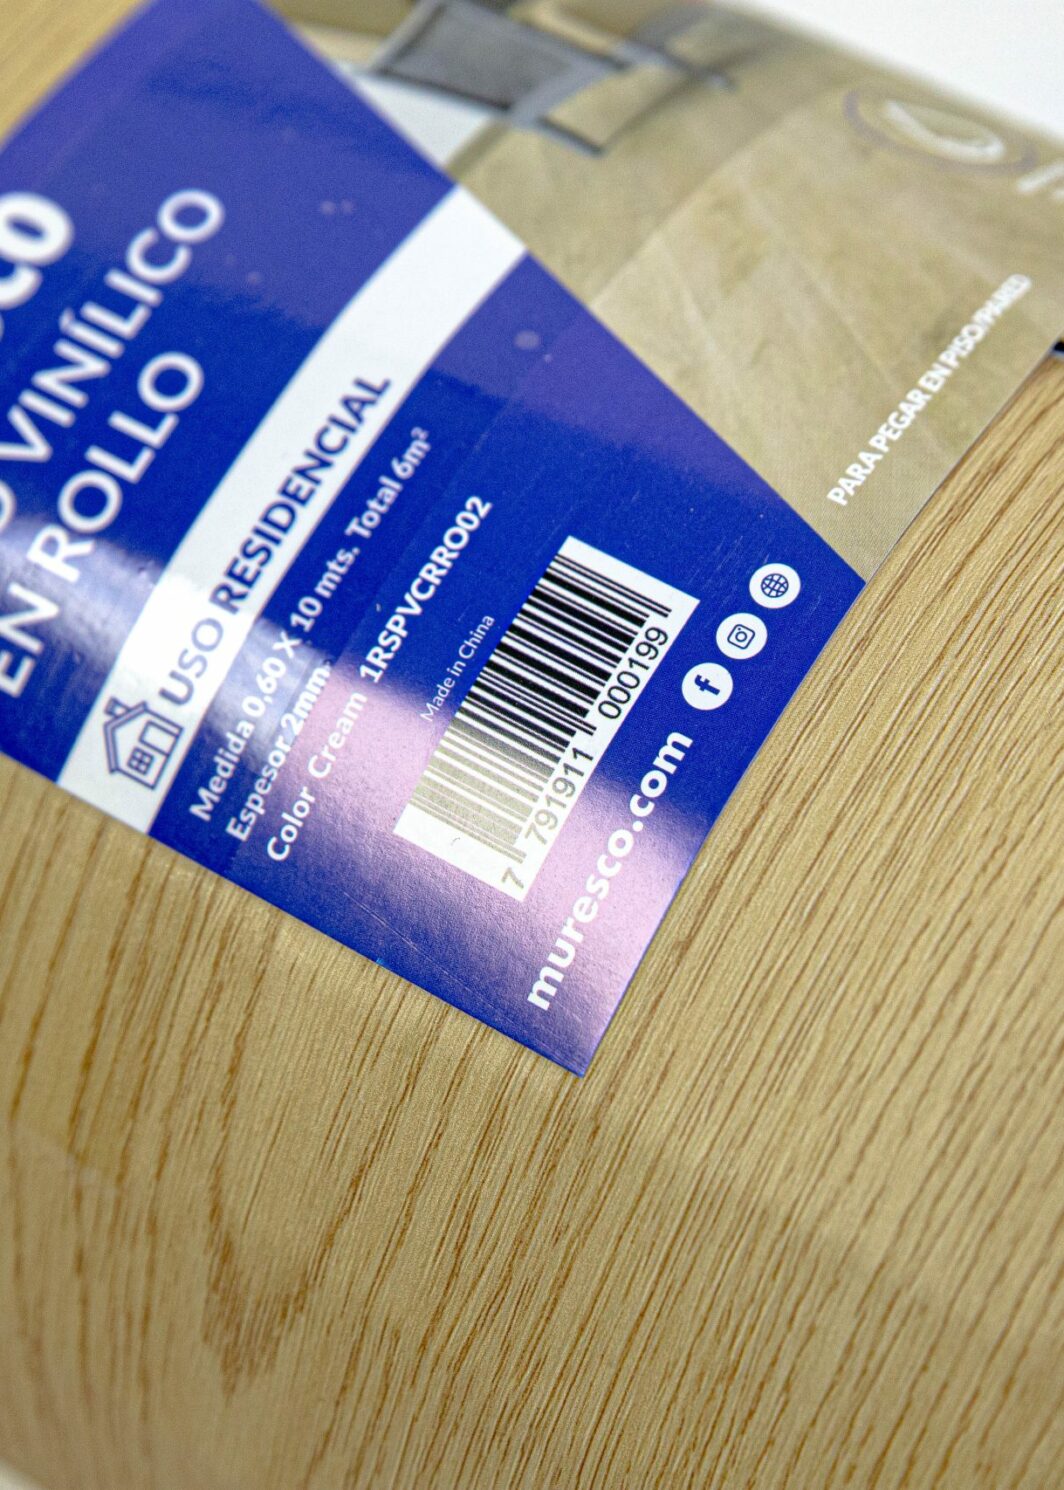 co
VINÍLICO
EN ROLLO
USO RESIDENCIAL
Medida 0,60 X 10 mts. Total 6m²
Espesor 2mm.
Color Cream 1RSPVCRRO02
Made in China
7 791911 000199
muresco.com
PARA PEGAR EN PISO/PARED